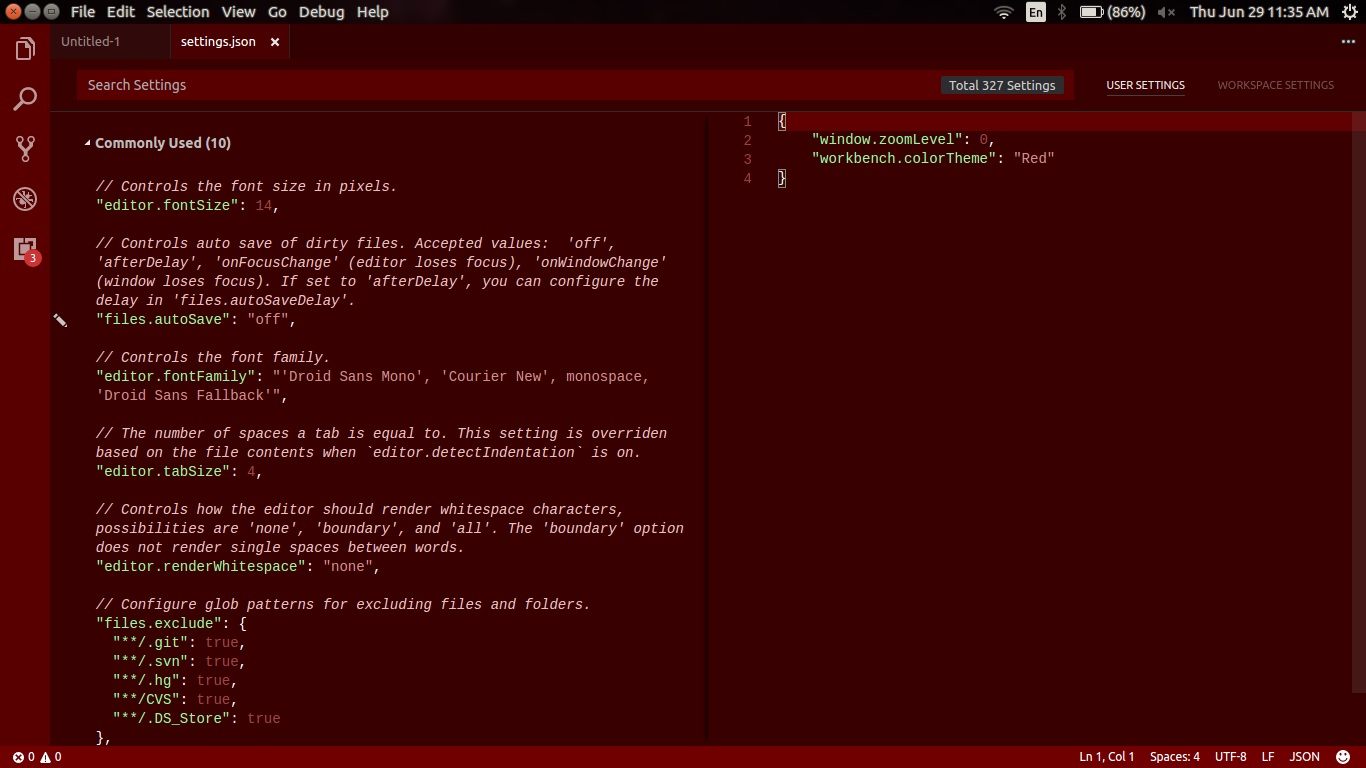 File Edit Selection View Go Debug Help
En (86%) Thu Jun 29 11:35 AM
Untitled-1 settings.json
Search Settings Total 327 Settings USER SETTINGS WORKSPACE SETTINGS
3
Commonly Used (10)
// Controls the font size in pixels.
"editor.fontSize": 14,
// Controls auto save of dirty files. Accepted values:  'off',
'afterDelay', 'onFocusChange' (editor loses focus), 'onWindowChange'
(window loses focus). If set to 'afterDelay', you can configure the
delay in 'files.autoSaveDelay'.
"files.autoSave": "off",
// Controls the font family.
"editor.fontFamily": "'Droid Sans Mono', 'Courier New', monospace,
'Droid Sans Fallback'",
// The number of spaces a tab is equal to. This setting is overriden
based on the file contents when `editor.detectIndentation` is on.
"editor.tabSize": 4,
// Controls how the editor should render whitespace characters,
possibilities are 'none', 'boundary', and 'all'. The 'boundary' option
does not render single spaces between words.
"editor.renderWhitespace": "none",
// Configure glob patterns for excluding files and folders.
"files.exclude": {
"**/.git": true,
"**/.svn": true,
"**/.hg": true,
"**/CVS": true,
"**/.DS_Store": true
},
1 {
2 "window.zoomLevel": 0,
3 "workbench.colorTheme": "Red"
4 }
0 0
Ln 1, Col 1 Spaces: 4 UTF-8 LF JSON